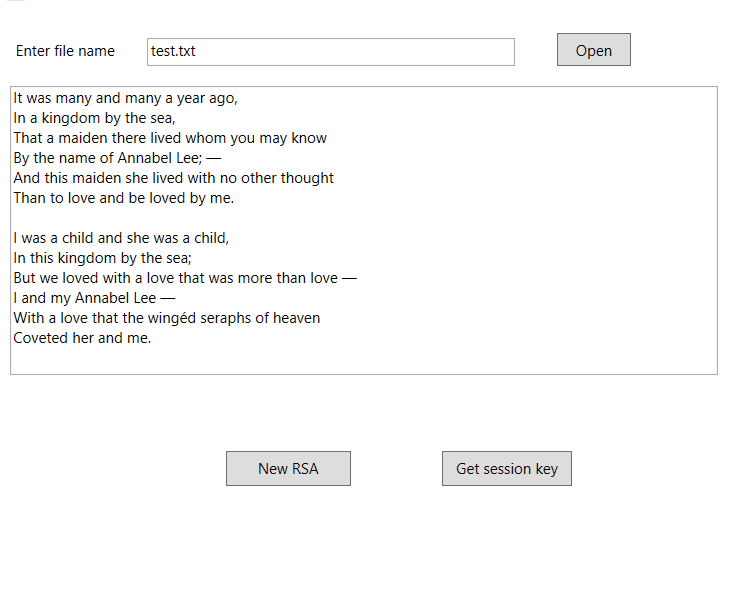 Enter file name test.txt Open
It was many and many a year ago,
In a kingdom by the sea,
That a maiden there lived whom you may know
By the name of Annabel Lee; —
And this maiden she lived with no other thought
Than to love and be loved by me.
I was a child and she was a child,
In this kingdom by the sea;
But we loved with a love that was more than love —
I and my Annabel Lee —
With a love that the wingéd seraphs of heaven
Coveted her and me.
New RSA Get session key